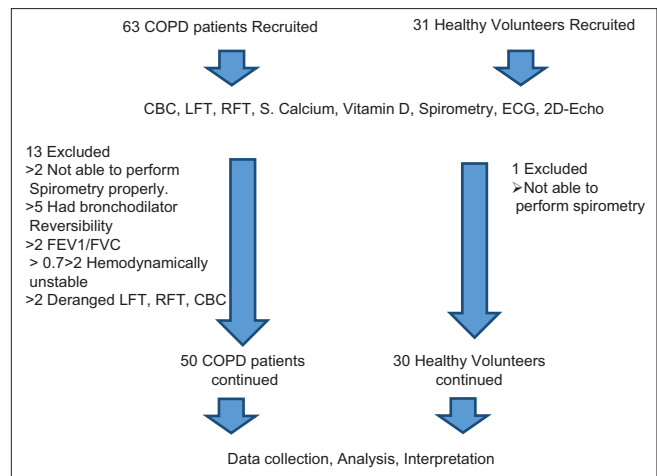 63 COPD patients Recruited
31 Healthy Volunteers Recruited
CBC, LFT, RFT, S. Calcium, Vitamin D, Spirometry, ECG, 2D-Echo
13 Excluded
>2 Not able to perform
Spirometry properly.
>5 Had bronchodilator
Reversibility
>2 FEV1/FVC
> 0.7>2 Hemodynamically
unstable
>2 Deranged LFT, RFT, CBC
1 Excluded
➢Not able to
perform spirometry
50 COPD patients
continued
30 Healthy Volunteers
continued
Data collection, Analysis, Interpretation